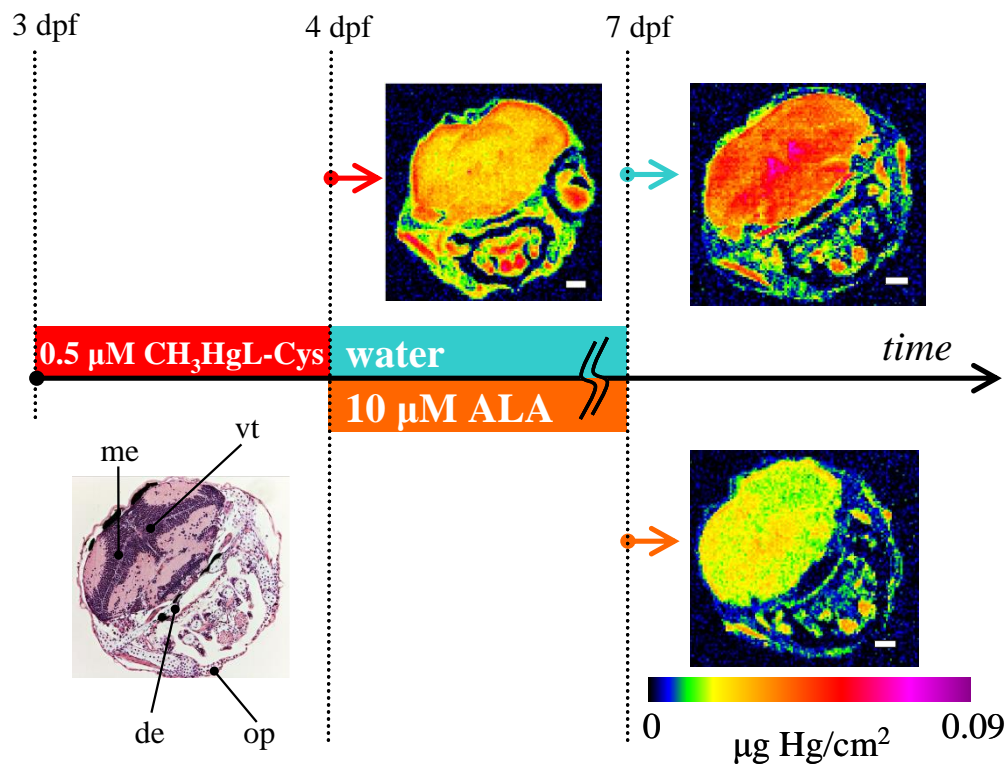 3 dpf
4 dpf
7 dpf
0.5 μM CH₃HgL-Cys
water
time
10 μM ALA
me
vt
de
op
0
0.09
μg Hg/cm²